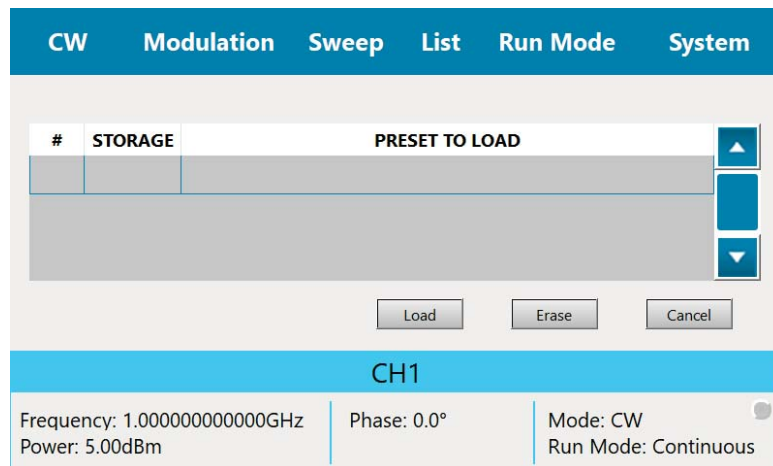 CW Modulation Sweep List Run Mode System
# STORAGE PRESET TO LOAD
Load Erase Cancel
CH1
Frequency: 1.000000000000GHz Phase: 0.0° Mode: CW
Power: 5.00dBm Run Mode: Continuous